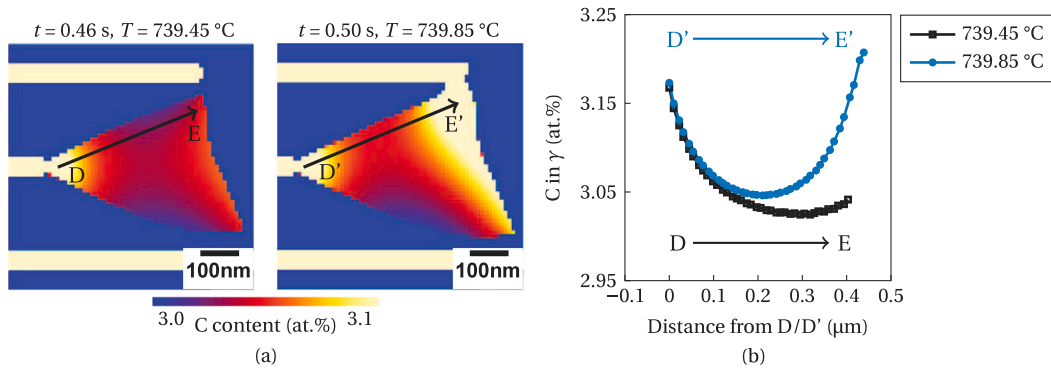 (a)
t = 0.46 s, T = 739.45 °C
t = 0.50 s, T = 739.85 °C
D
E
100nm
D'
E'
100nm
3.0
C content (at.%)
3.1
(a)
(b)
3.25
3.15
3.05
2.95
C in γ (at.%)
D'
E'
D
E
−0.1
0
0.1
0.2
0.3
0.4
0.5
Distance from D/D' (μm)
739.45 °C
739.85 °C
(b)